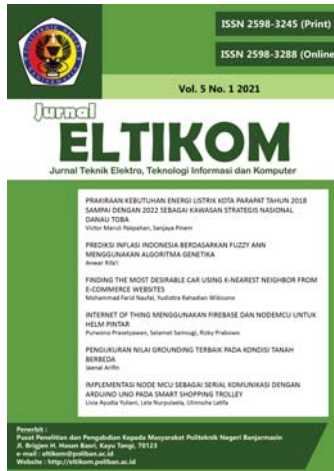 ISSN 2598-3245 (Print)
ISSN 2598-3288 (Online)
Vol. 5 No. 1 2021
Jurnal
ELTIKOM
Jurnal Teknik Elektro, Teknologi Informasi dan Komputer
PRAKIRAAN KEBUTUHAN ENERGI LISTRIK KOTA PARAPAT TAHUN 2018
SAMPAI DENGAN 2022 SEBAGAI KAWASAN STRATEGIS NASIONAL
DANAU TOBA
Victor Maruli Pakpahan, Sanjaya Pinem
PREDIKSI INFLASI INDONESIA BERDASARKAN FUZZY ANN
MENGGUNAKAN ALGORITMA GENETIKA
Anwar Rifa'i
FINDING THE MOST DESIRABLE CAR USING K-NEAREST NEIGHBOR FROM
E-COMMERCE WEBSITES
Mohammad Farid Naufal, Yudistira Rahadian Wibisono
INTERNET OF THING MENGGUNAKAN FIREBASE DAN NODEMCU UNTUK
HELM PINTAR
Purwono Prasetyawan, Selamet Samsugi, Rizky Prabowo
PENGUKURAN NILAI GROUNDING TERBAIK PADA KONDISI TANAH
BERBEDA
Jaenal Arifin
IMPLEMENTASI NODE MCU SEBAGAI SERIAL KOMUNIKASI DENGAN
ARDUINO UNO PADA SMART SHOPPING TROLLEY
Livia Ayudia Yuliani, Lela Nurpulaela, Ulinnuha Latifa
Penerbit :
Pusat Penelitian dan Pengabdian Kepada Masyarakat Politeknik Negeri Banjarmasin
Jl. Brigjen H. Hasan Basri, Kayu Tangi, 70123
e-mail : eltikom@poliban.ac.id
Website : http://eltikom.poliban.ac.id